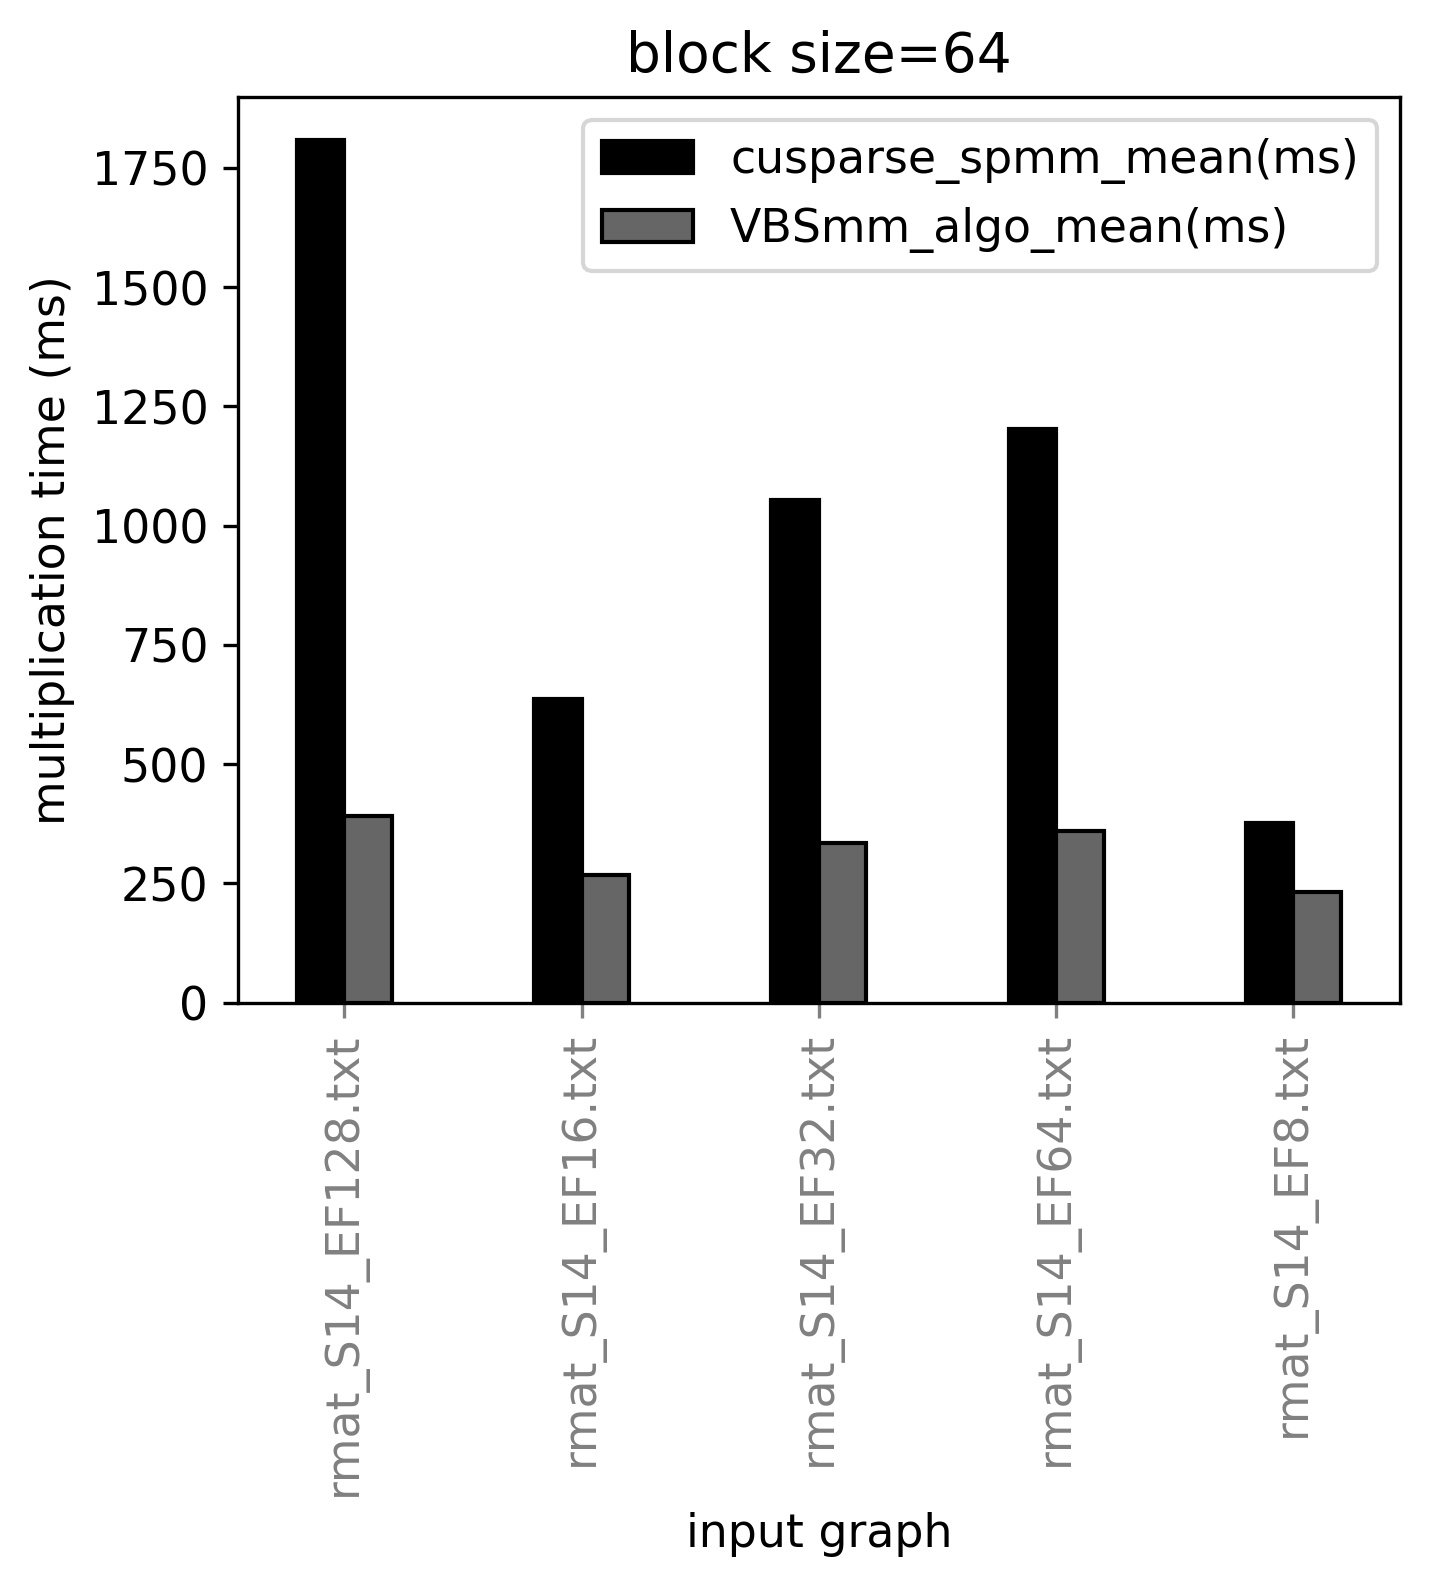 block size=64
cusparse_spmm_mean(ms)
VBSmm_algo_mean(ms)
multiplication time (ms)
1750
1500
1250
1000
750
500
250
0
rmat_S14_EF128.txt
rmat_S14_EF16.txt
rmat_S14_EF32.txt
rmat_S14_EF64.txt
rmat_S14_EF8.txt
input graph